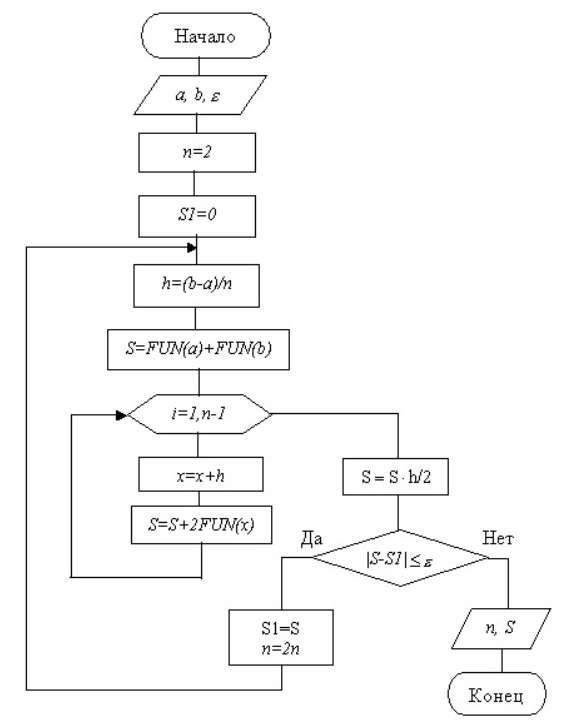 Начало
a, b, ε
n=2
S1=0
h=(b-a)/n
S=FUN(a)+FUN(b)
i=1,n-1
x=x+h
S = S · h/2
S=S+2FUN(x)
Да
Нет
|S-S1| ≤ ε
S1=S
n=2n
n, S
Конец